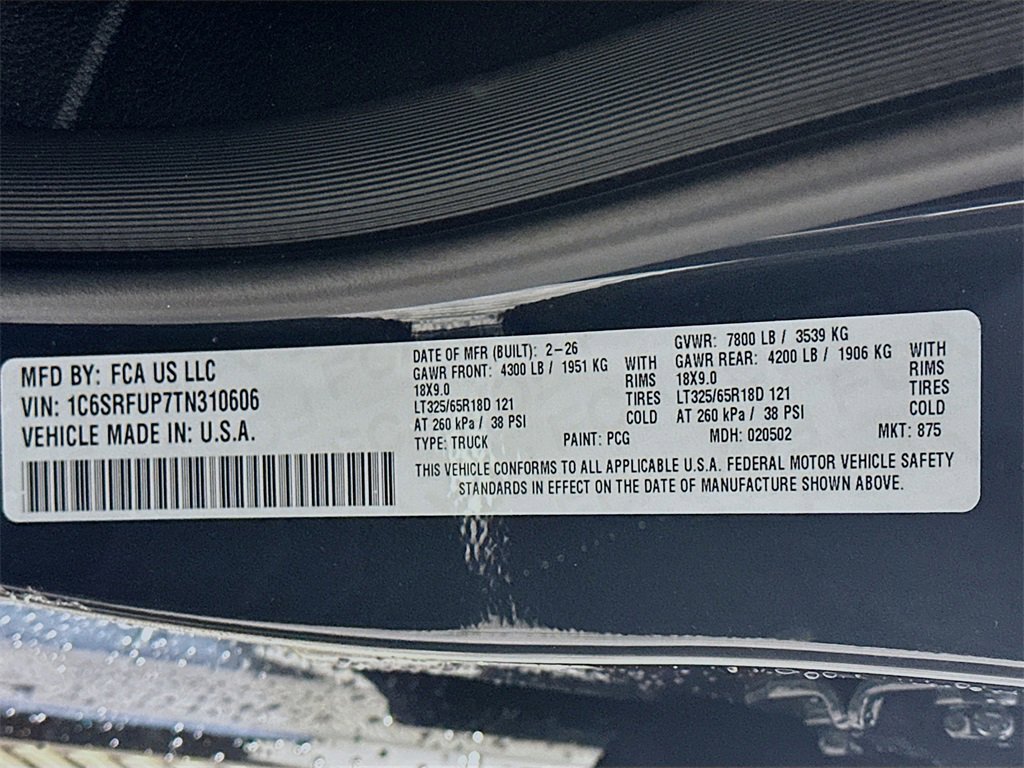 MFD BY: FCA US LLC
VIN: 1C6SRFUP7TN310606
VEHICLE MADE IN: U.S.A.
DATE OF MFR (BUILT): 2-26
GAWR FRONT: 4300 LB / 1951 KG
18X9.0
LT325/65R18D 121
AT 260 kPa / 38 PSI
WITH
RIMS
TIRES
COLD
GVWR: 7800 LB / 3539 KG
GAWR REAR: 4200 LB / 1906 KG
18X9.0
LT325/65R18D 121
AT 260 kPa / 38 PSI
WITH
RIMS
TIRES
COLD
TYPE: TRUCK PAINT: PCG MDH: 020502 MKT: 875
THIS VEHICLE CONFORMS TO ALL APPLICABLE U.S.A. FEDERAL MOTOR VEHICLE SAFETY
STANDARDS IN EFFECT ON THE DATE OF MANUFACTURE SHOWN ABOVE.